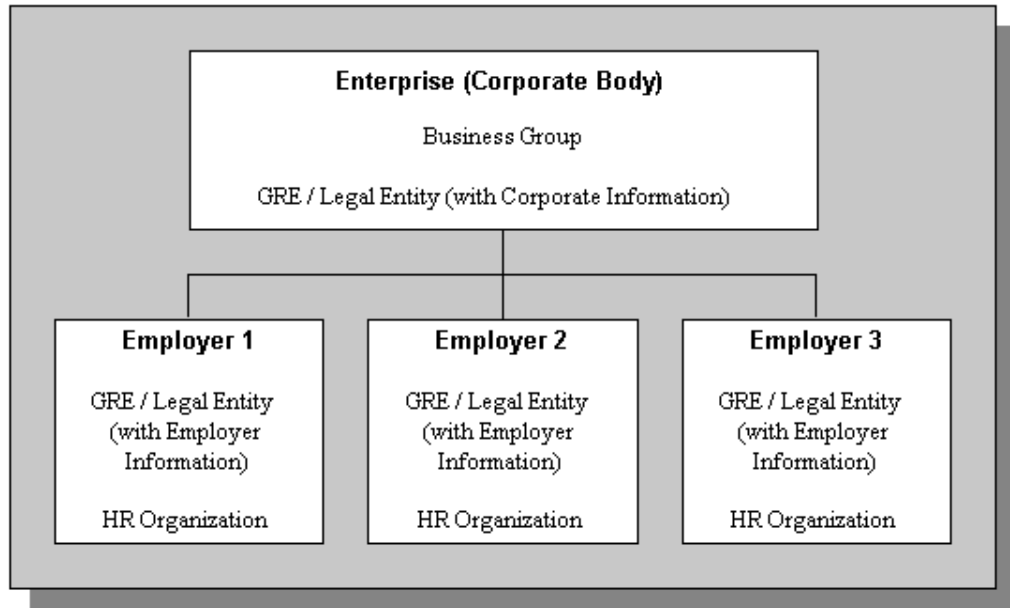 Enterprise (Corporate Body)
Business Group
GRE / Legal Entity (with Corporate Information)
Employer 1
GRE / Legal Entity
(with Employer
Information)
HR Organization
Employer 2
GRE / Legal Entity
(with Employer
Information)
HR Organization
Employer 3
GRE / Legal Entity
(with Employer
Information)
HR Organization